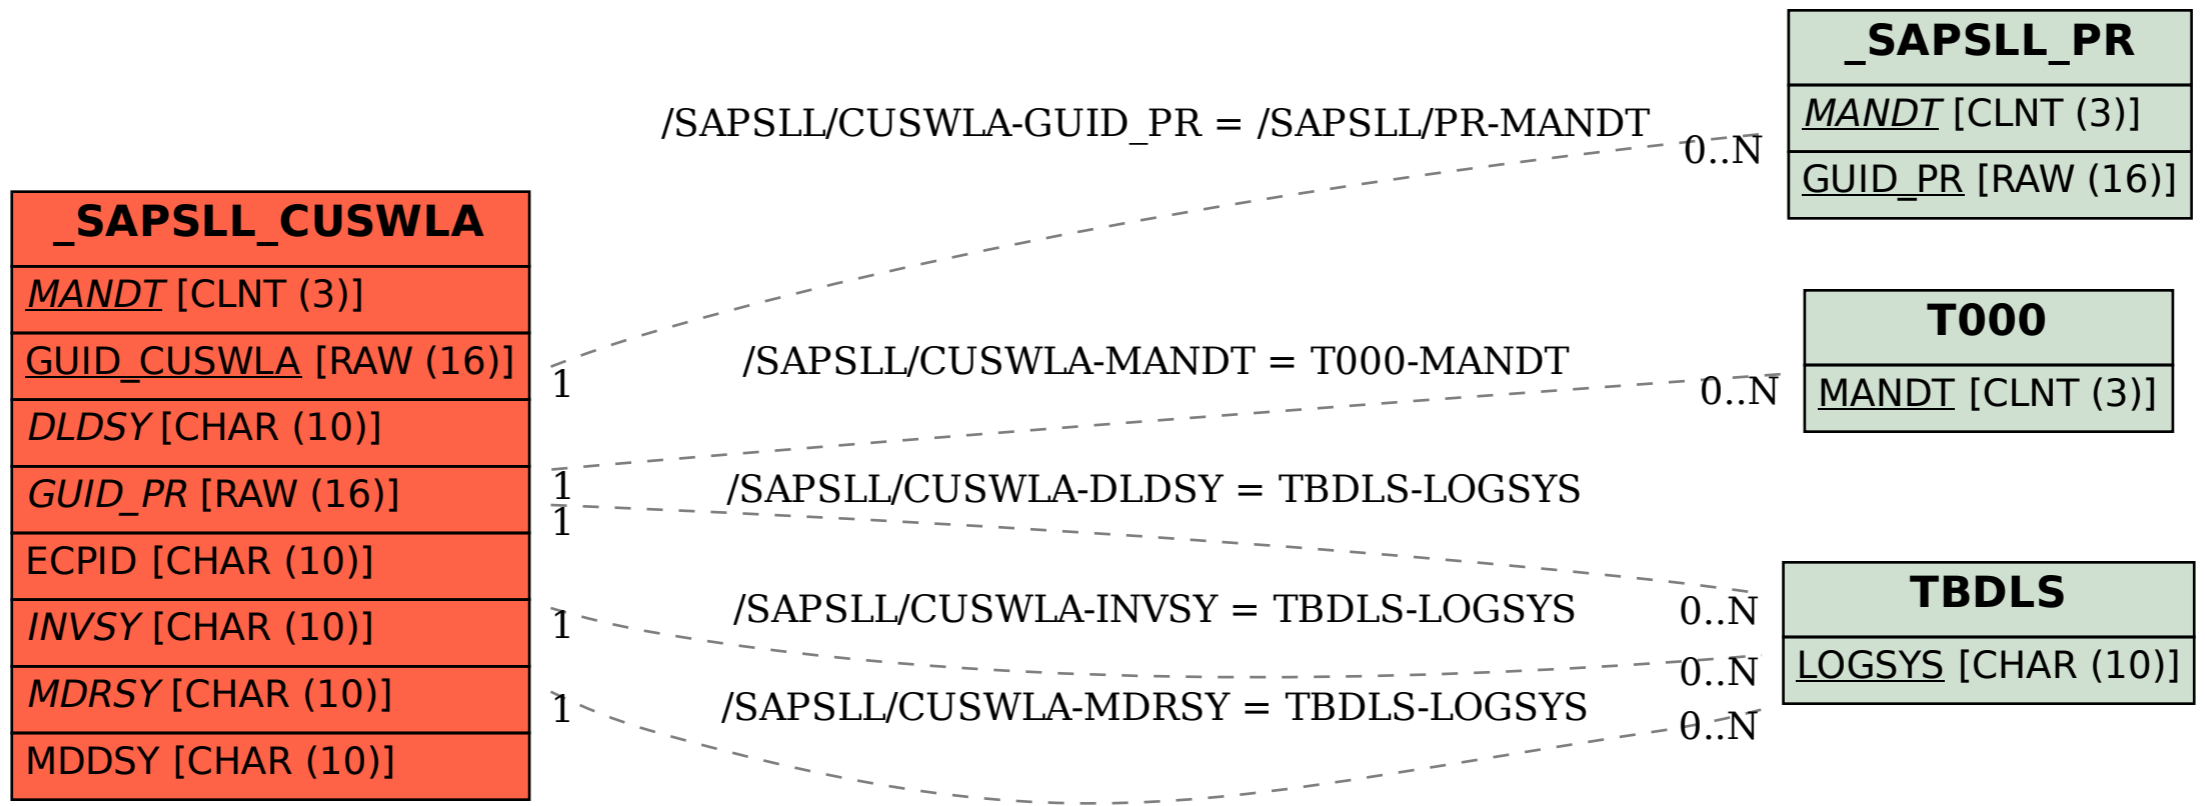 _SAPSLL_CUSWLA
MANDT [CLNT (3)]
GUID_CUSWLA [RAW (16)]
DLDSY [CHAR (10)]
GUID_PR [RAW (16)]
ECPID [CHAR (10)]
INVSY [CHAR (10)]
MDRSY [CHAR (10)]
MDDSY [CHAR (10)]
/SAPSLL/CUSWLA-GUID_PR = /SAPSLL/PR-MANDT
0..N
1
/SAPSLL/CUSWLA-MANDT = T000-MANDT
0..N
1
/SAPSLL/CUSWLA-DLDSY = TBDLS-LOGSYS
1
0..N
/SAPSLL/CUSWLA-INVSY = TBDLS-LOGSYS
1
0..N
/SAPSLL/CUSWLA-MDRSY = TBDLS-LOGSYS
1
0..N
_SAPSLL_PR
MANDT [CLNT (3)]
GUID_PR [RAW (16)]
T000
MANDT [CLNT (3)]
TBDLS
LOGSYS [CHAR (10)]